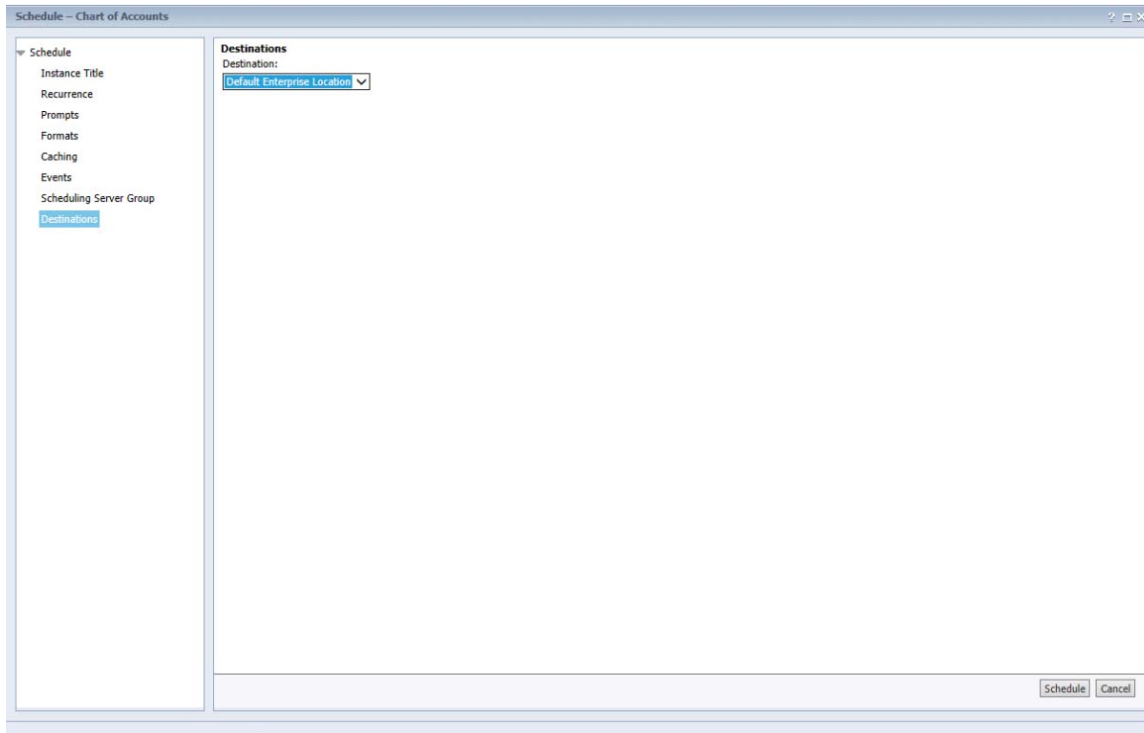 Schedule – Chart of Accounts
Schedule
Instance Title
Recurrence
Prompts
Formats
Caching
Events
Scheduling Server Group
Destinations
Destinations
Destination:
Default Enterprise Location
Schedule Cancel